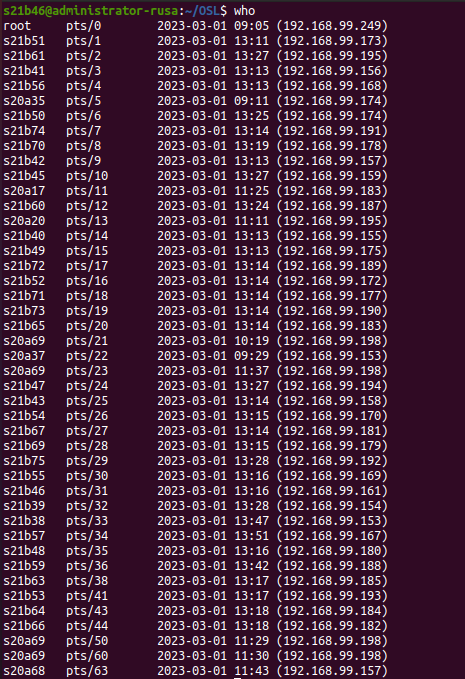 s21b46@administrator-rusa:~/OSL$ who
root     pts/0        2023-03-01 09:05 (192.168.99.249)
s21b51   pts/1        2023-03-01 13:11 (192.168.99.173)
s21b61   pts/2        2023-03-01 13:27 (192.168.99.195)
s21b41   pts/3        2023-03-01 13:13 (192.168.99.156)
s21b56   pts/4        2023-03-01 13:13 (192.168.99.168)
s20a35   pts/5        2023-03-01 09:11 (192.168.99.174)
s21b50   pts/6        2023-03-01 13:25 (192.168.99.174)
s21b74   pts/7        2023-03-01 13:14 (192.168.99.191)
s21b70   pts/8        2023-03-01 13:19 (192.168.99.178)
s21b42   pts/9        2023-03-01 13:13 (192.168.99.157)
s21b45   pts/10       2023-03-01 13:27 (192.168.99.159)
s20a17   pts/11       2023-03-01 11:25 (192.168.99.183)
s21b60   pts/12       2023-03-01 13:24 (192.168.99.187)
s20a20   pts/13       2023-03-01 11:11 (192.168.99.195)
s21b40   pts/14       2023-03-01 13:13 (192.168.99.155)
s21b49   pts/15       2023-03-01 13:13 (192.168.99.175)
s21b72   pts/17       2023-03-01 13:14 (192.168.99.189)
s21b52   pts/16       2023-03-01 13:14 (192.168.99.172)
s21b71   pts/18       2023-03-01 13:14 (192.168.99.177)
s21b73   pts/19       2023-03-01 13:14 (192.168.99.190)
s21b65   pts/20       2023-03-01 13:14 (192.168.99.183)
s20a69   pts/21       2023-03-01 10:19 (192.168.99.198)
s20a37   pts/22       2023-03-01 09:29 (192.168.99.153)
s20a69   pts/23       2023-03-01 11:37 (192.168.99.198)
s21b47   pts/24       2023-03-01 13:27 (192.168.99.194)
s21b43   pts/25       2023-03-01 13:14 (192.168.99.158)
s21b54   pts/26       2023-03-01 13:15 (192.168.99.170)
s21b67   pts/27       2023-03-01 13:14 (192.168.99.181)
s21b69   pts/28       2023-03-01 13:15 (192.168.99.179)
s21b75   pts/29       2023-03-01 13:28 (192.168.99.192)
s21b55   pts/30       2023-03-01 13:16 (192.168.99.169)
s21b46   pts/31       2023-03-01 13:16 (192.168.99.161)
s21b39   pts/32       2023-03-01 13:28 (192.168.99.154)
s21b38   pts/33       2023-03-01 13:47 (192.168.99.153)
s21b57   pts/34       2023-03-01 13:51 (192.168.99.167)
s21b48   pts/35       2023-03-01 13:16 (192.168.99.180)
s21b59   pts/36       2023-03-01 13:42 (192.168.99.188)
s21b63   pts/38       2023-03-01 13:17 (192.168.99.185)
s21b53   pts/41       2023-03-01 13:17 (192.168.99.193)
s21b64   pts/43       2023-03-01 13:18 (192.168.99.184)
s21b66   pts/44       2023-03-01 13:18 (192.168.99.182)
s20a69   pts/50       2023-03-01 11:29 (192.168.99.198)
s20a69   pts/60       2023-03-01 11:30 (192.168.99.198)
s20a68   pts/63       2023-03-01 11:43 (192.168.99.157)